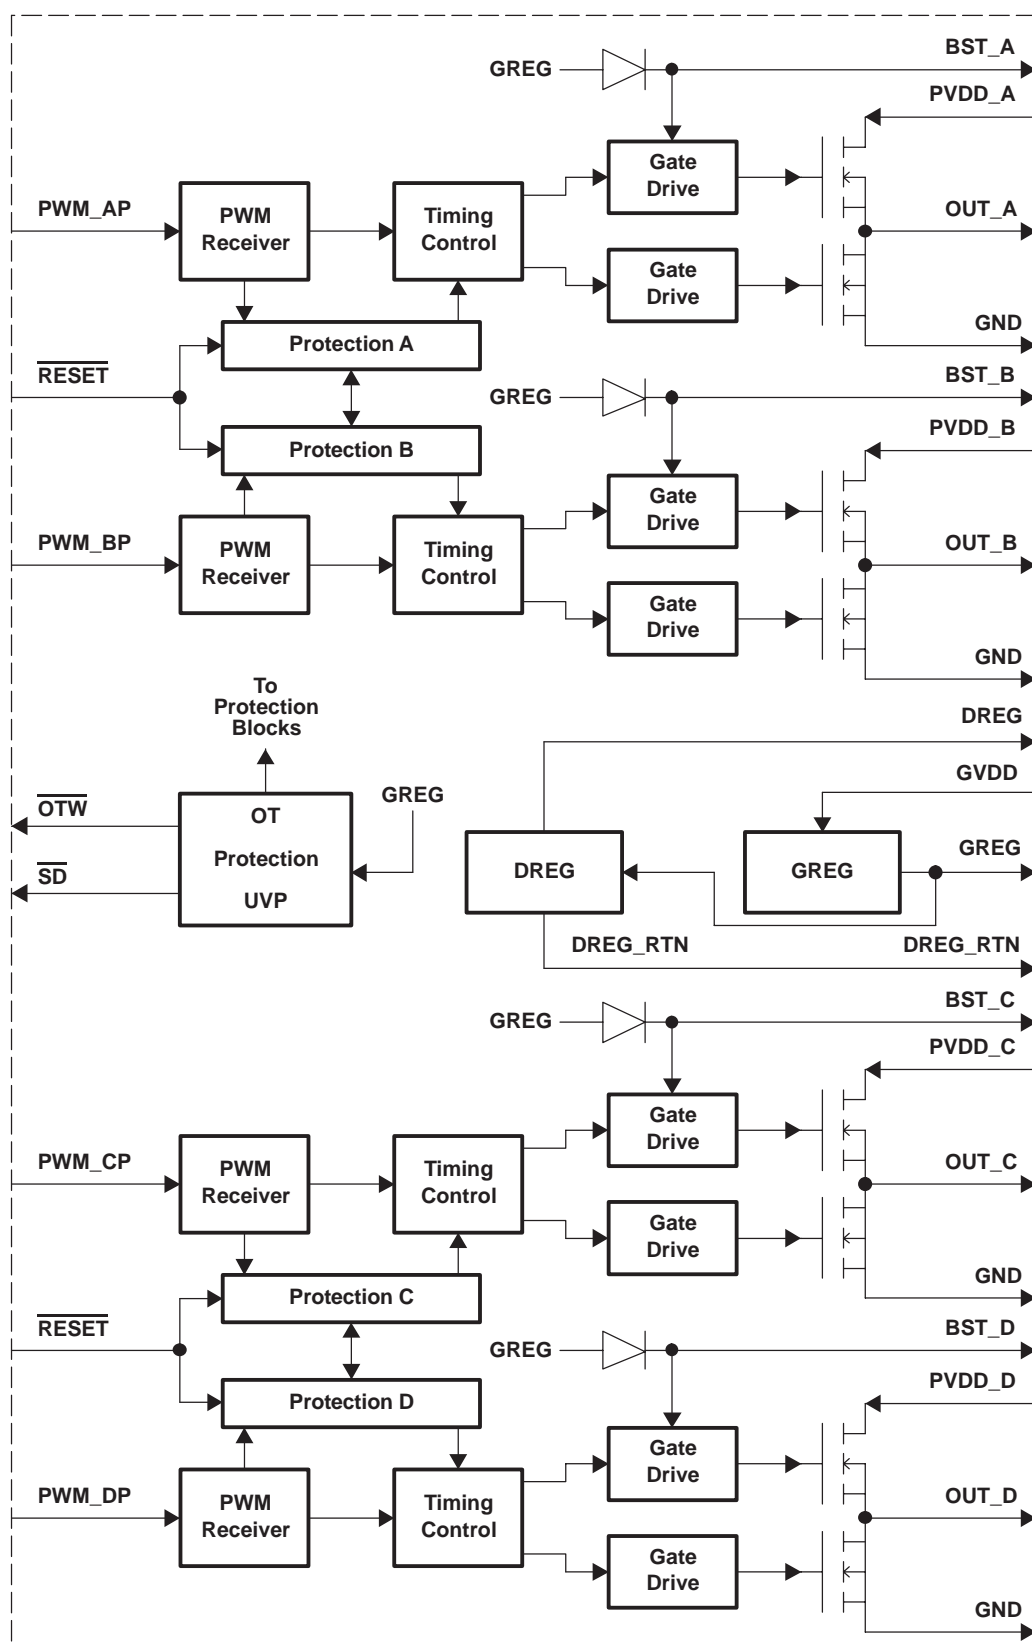 BST_A
GREG
PVDD_A
Gate
Drive
PWM_AP
PWM
Receiver
Timing
Control
OUT_A
Gate
Drive
GND
Protection A
RESET
BST_B
GREG
PVDD_B
Protection B
Gate
Drive
PWM_BP
PWM
Receiver
Timing
Control
OUT_B
Gate
Drive
GND
To
Protection
Blocks
DREG
GVDD
OTW
OT
GREG
Protection
DREG
GREG
GREG
SD
UVP
DREG_RTN
DREG_RTN
BST_C
GREG
PVDD_C
Gate
Drive
PWM_CP
PWM
Receiver
Timing
Control
OUT_C
Gate
Drive
GND
Protection C
RESET
BST_D
GREG
PVDD_D
Protection D
Gate
Drive
PWM_DP
PWM
Receiver
Timing
Control
OUT_D
Gate
Drive
GND